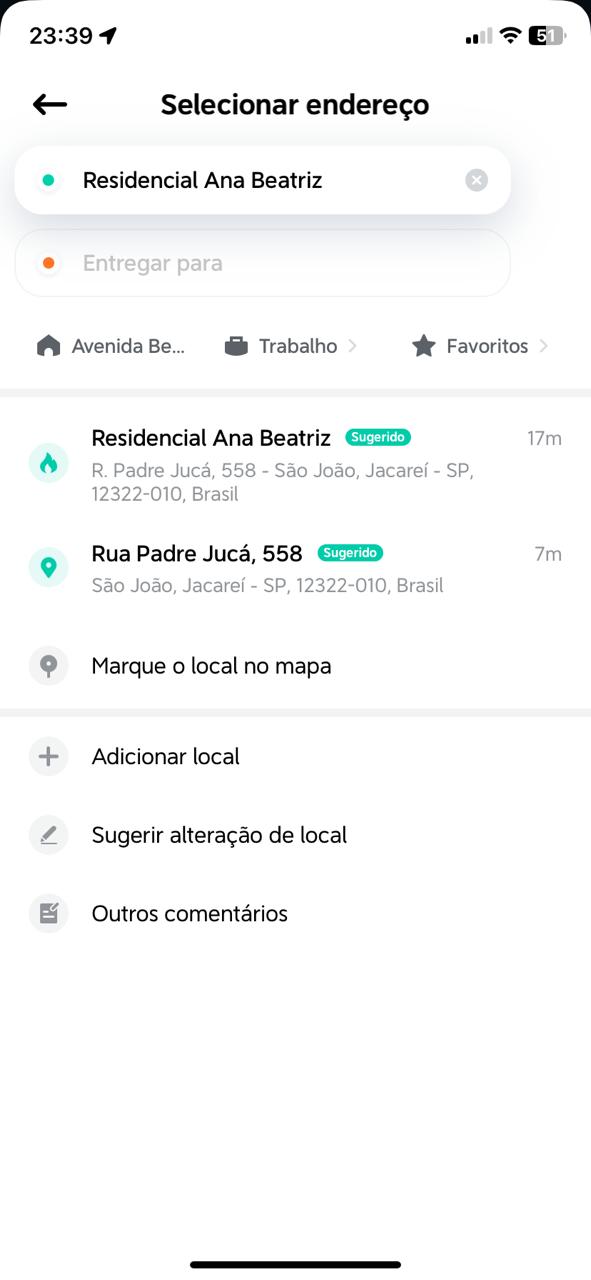 23:39
51
Selecionar endereço
Residencial Ana Beatriz
Entregar para
Avenida Be...
Trabalho
Favoritos
Residencial Ana Beatriz Sugerido 17m
R. Padre Jucá, 558 - São João, Jacareí - SP,
12322-010, Brasil
Rua Padre Jucá, 558 Sugerido 7m
São João, Jacareí - SP, 12322-010, Brasil
Marque o local no mapa
Adicionar local
Sugerir alteração de local
Outros comentários